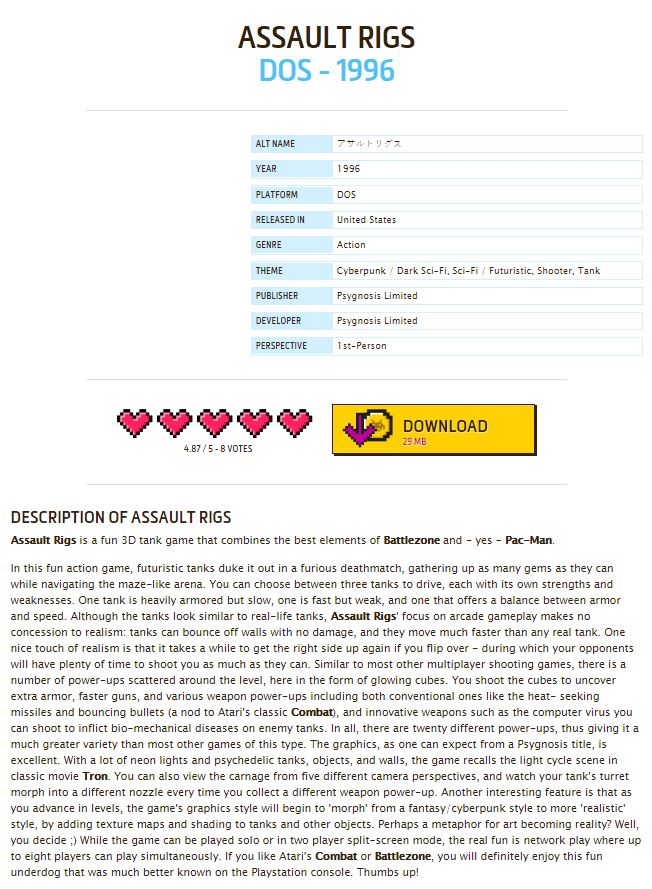 ASSAULT RIGS
DOS - 1996
ALT NAME アサルトリグス
YEAR 1996
PLATFORM DOS
RELEASED IN United States
GENRE Action
THEME Cyberpunk / Dark Sci-Fi, Sci-Fi / Futuristic, Shooter, Tank
PUBLISHER Psygnosis Limited
DEVELOPER Psygnosis Limited
PERSPECTIVE 1st-Person
4.87 / 5 - 8 VOTES
DOWNLOAD
29 MB
DESCRIPTION OF ASSAULT RIGS
Assault Rigs is a fun 3D tank game that combines the best elements of Battlezone and - yes - Pac-Man.
In this fun action game, futuristic tanks duke it out in a furious deathmatch, gathering up as many gems as they can
while navigating the maze-like arena. You can choose between three tanks to drive, each with its own strengths and
weaknesses. One tank is heavily armored but slow, one is fast but weak, and one that offers a balance between armor
and speed. Although the tanks look similar to real-life tanks, Assault Rigs' focus on arcade gameplay makes no
concession to realism: tanks can bounce off walls with no damage, and they move much faster than any real tank. One
nice touch of realism is that it takes a while to get the right side up again if you flip over - during which your opponents
will have plenty of time to shoot you as much as they can. Similar to most other multiplayer shooting games, there is a
number of power-ups scattered around the level, here in the form of glowing cubes. You shoot the cubes to uncover
extra armor, faster guns, and various weapon power-ups including both conventional ones like the heat- seeking
missiles and bouncing bullets (a nod to Atari's classic Combat), and innovative weapons such as the computer virus you
can shoot to inflict bio-mechanical diseases on enemy tanks. In all, there are twenty different power-ups, thus giving it a
much greater variety than most other games of this type. The graphics, as one can expect from a Psygnosis title, is
excellent. With a lot of neon lights and psychedelic tanks, objects, and walls, the game recalls the light cycle scene in
classic movie Tron. You can also view the carnage from five different camera perspectives, and watch your tank's turret
morph into a different nozzle every time you collect a different weapon power-up. Another interesting feature is that as
you advance in levels, the game's graphics style will begin to 'morph' from a fantasy/cyberpunk style to more 'realistic'
style, by adding texture maps and shading to tanks and other objects. Perhaps a metaphor for art becoming reality? Well,
you decide ;) While the game can be played solo or in two player split-screen mode, the real fun is network play where up
to eight players can play simultaneously. If you like Atari's Combat or Battlezone, you will definitely enjoy this fun
underdog that was much better known on the Playstation console. Thumbs up!